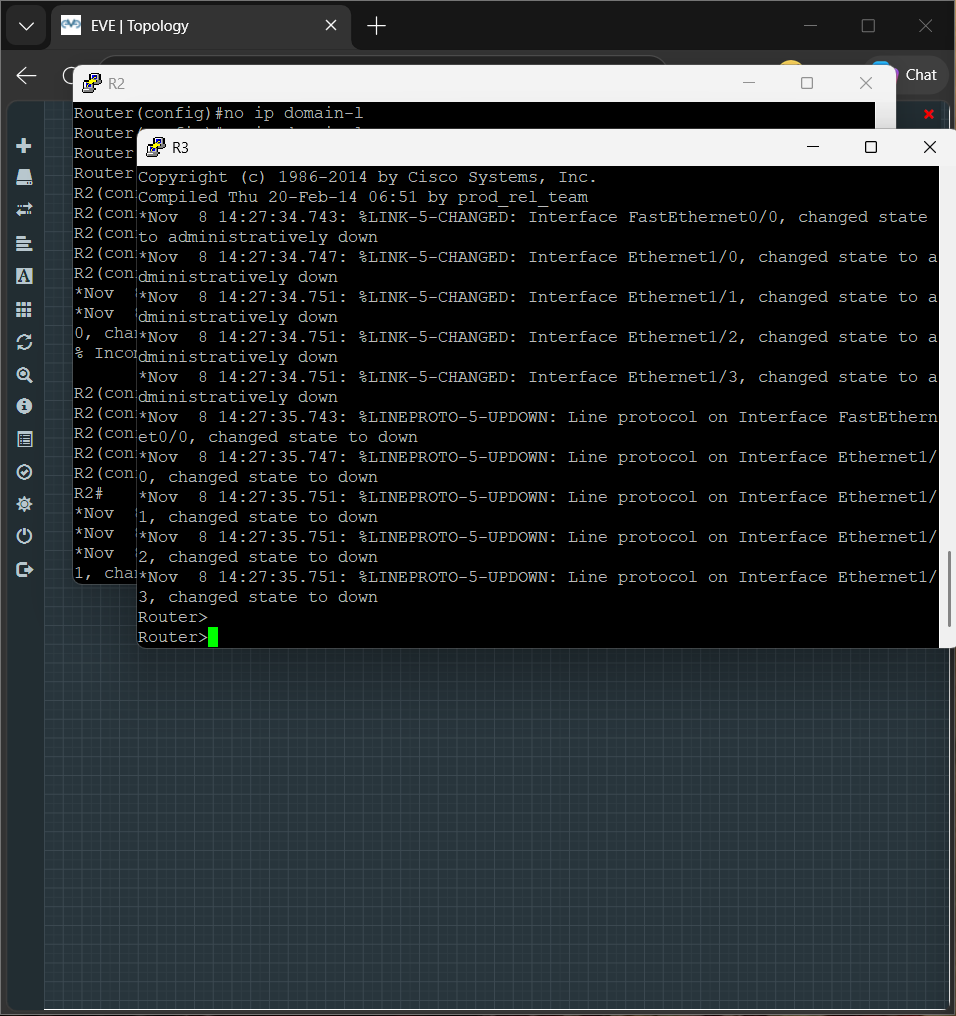 EVE | Topology
Chat
R2
Router(config)#no ip domain-l
Router
Router
Router
R2(con
R2(con
R2(con
R2(con
R2(con
*Nov
*Nov
0, cha
% Inco
R2(con
R2(con
R2(con
R2(con
R2(con
R2#
*Nov
*Nov
*Nov
1, cha
R3
Copyright (c) 1986-2014 by Cisco Systems, Inc.
Compiled Thu 20-Feb-14 06:51 by prod_rel_team
*Nov  8 14:27:34.743: %LINK-5-CHANGED: Interface FastEthernet0/0, changed state
to administratively down
*Nov  8 14:27:34.747: %LINK-5-CHANGED: Interface Ethernet1/0, changed state to a
dministratively down
*Nov  8 14:27:34.751: %LINK-5-CHANGED: Interface Ethernet1/1, changed state to a
dministratively down
*Nov  8 14:27:34.751: %LINK-5-CHANGED: Interface Ethernet1/2, changed state to a
dministratively down
*Nov  8 14:27:34.751: %LINK-5-CHANGED: Interface Ethernet1/3, changed state to a
dministratively down
*Nov  8 14:27:35.743: %LINEPROTO-5-UPDOWN: Line protocol on Interface FastEthern
et0/0, changed state to down
*Nov  8 14:27:35.747: %LINEPROTO-5-UPDOWN: Line protocol on Interface Ethernet1/
0, changed state to down
*Nov  8 14:27:35.751: %LINEPROTO-5-UPDOWN: Line protocol on Interface Ethernet1/
1, changed state to down
*Nov  8 14:27:35.751: %LINEPROTO-5-UPDOWN: Line protocol on Interface Ethernet1/
2, changed state to down
*Nov  8 14:27:35.751: %LINEPROTO-5-UPDOWN: Line protocol on Interface Ethernet1/
3, changed state to down
Router>
Router>